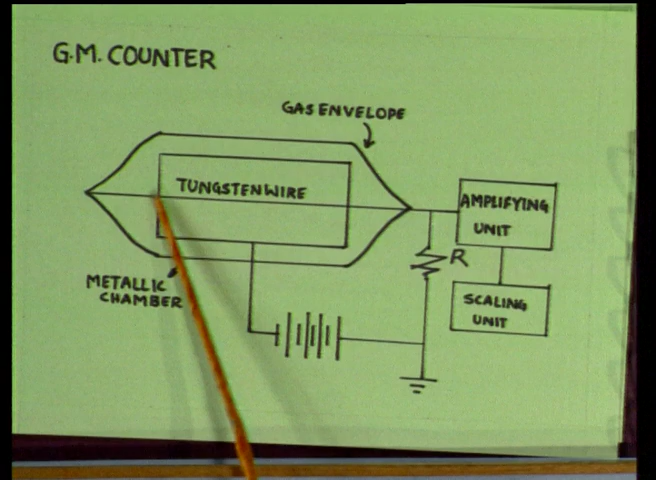 G.M. COUNTER
GAS ENVELOPE
TUNGSTEN WIRE
AMPLIFYING
UNIT
R
METALLIC
CHAMBER
SCALING
UNIT